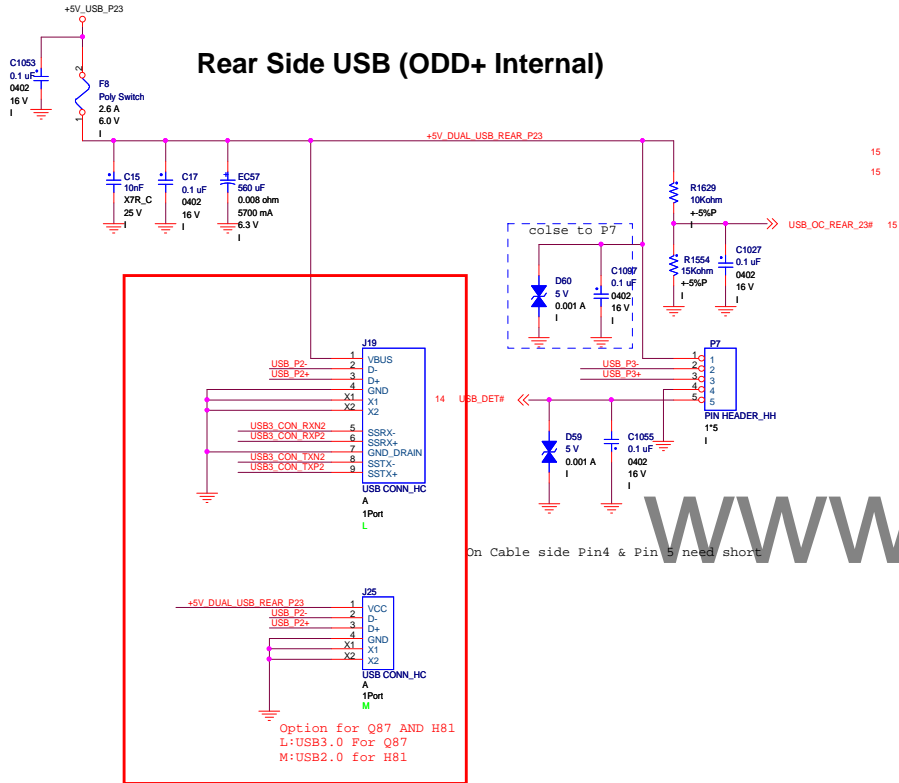 +5V_USB_P23
Rear Side USB (ODD+ Internal)
C1053
0.1 uF
0402
16 V
I
2
1
F8
Poly Switch
2.6 A
6.0 V
I
+5V_DUAL_USB_REAR_P23
15
15
C15
10nF
X7R_C
25 V
I
C17
0.1 uF
0402
16 V
I
EC57
560 uF
0.008 ohm
5700 mA
6.3 V
I
R1629
10Kohm
+-5%P
I
USB_OC_REAR_23# 15
R1554
15Kohm
+-5%P
I
C1027
0.1 uF
0402
16 V
I
colse to P7
D60
5 V
0.001 A
I
C1097
0.1 uF
0402
16 V
I
J19
1 VBUS
USB_P2- 2 D-
USB_P2+ 3 D+
4 GND
X1 X1
X2 X2
USB3_CON_RXN2 5 SSRX-
USB3_CON_RXP2 6 SSRX+
7 GND_DRAIN
USB3_CON_TXN2 8 SSTX-
USB3_CON_TXP2 9 SSTX+
USB CONN_HC
A
1Port
L
P7
1 1
USB_P3- 2 2
USB_P3+ 3 3
4 4
5 5
PIN HEADER_HH
1*5
I
14 USB_DET#
D59
5 V
0.001 A
I
C1055
0.1 uF
0402
16 V
I
www
On Cable side Pin4 & Pin 5 need short
J25
+5V_DUAL_USB_REAR_P23 1 VCC
USB_P2- 2 D-
USB_P2+ 3 D+
4 GND
X1 X1
X2 X2
USB CONN_HC
A
1Port
M
Option for Q87 AND H81
L:USB3.0 For Q87
M:USB2.0 for H81